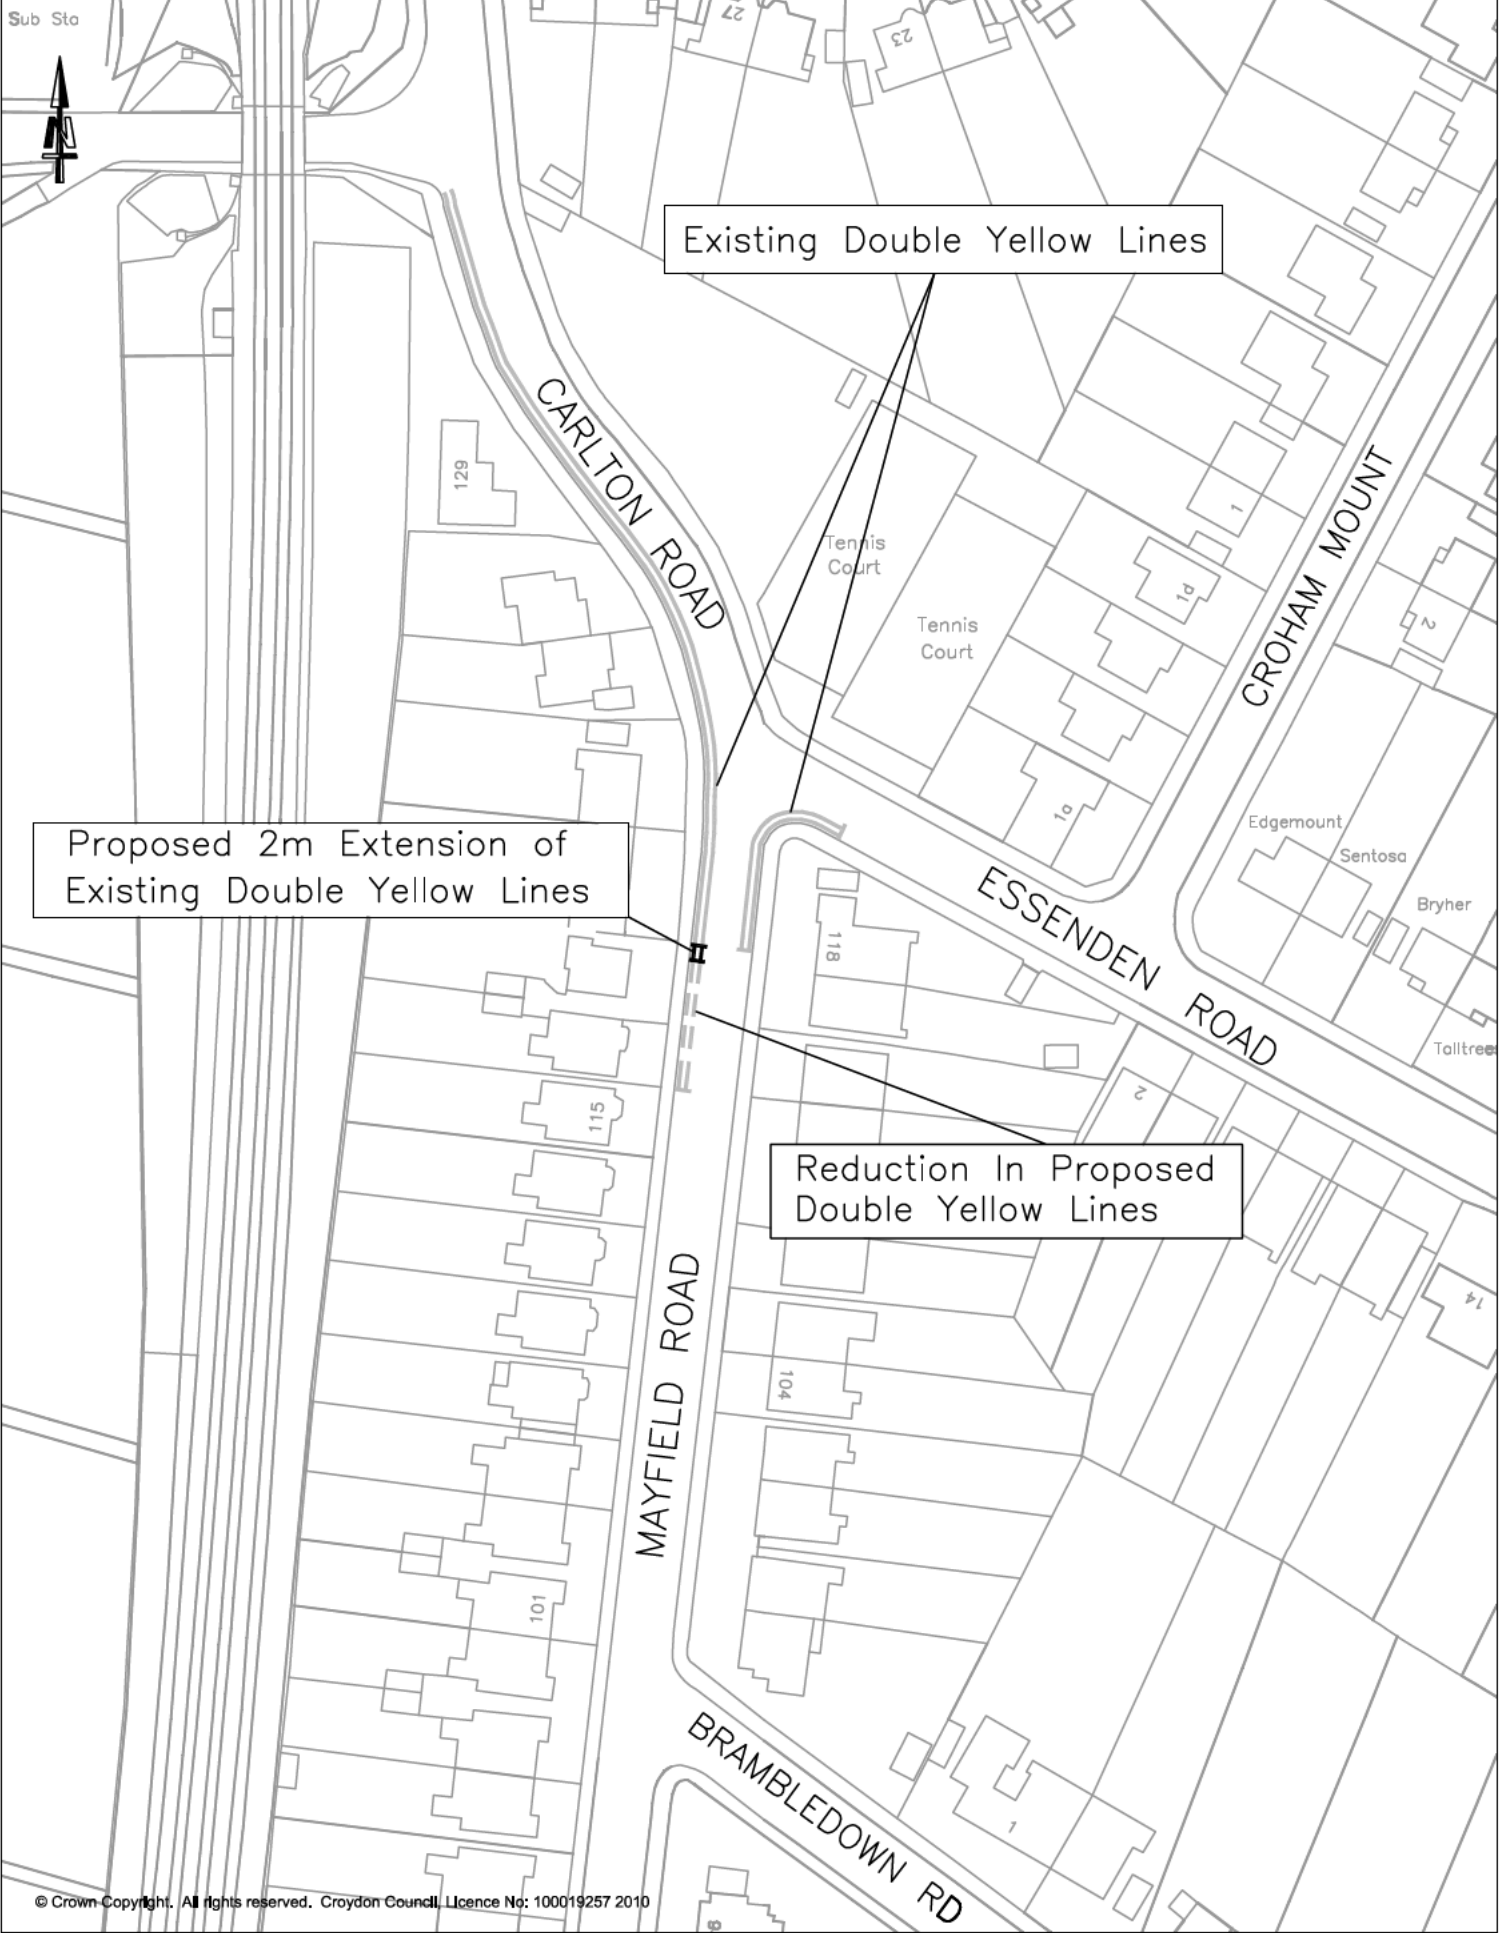 Sub Sta
27
23
N
Existing Double Yellow Lines
CARLTON ROAD
129
Tennis
Court
Tennis
Court
1
1d
CROHAM MOUNT
2
1a
Edgemount
Sentosa
Bryher
Proposed 2m Extension of
Existing Double Yellow Lines
118
ESSENDEN ROAD
Talltrees
2
115
Reduction In Proposed
Double Yellow Lines
14
MAYFIELD ROAD
104
101
BRAMBLEDOWN RD
1
© Crown Copyright. All rights reserved. Croydon Council, Licence No: 100019257 2010